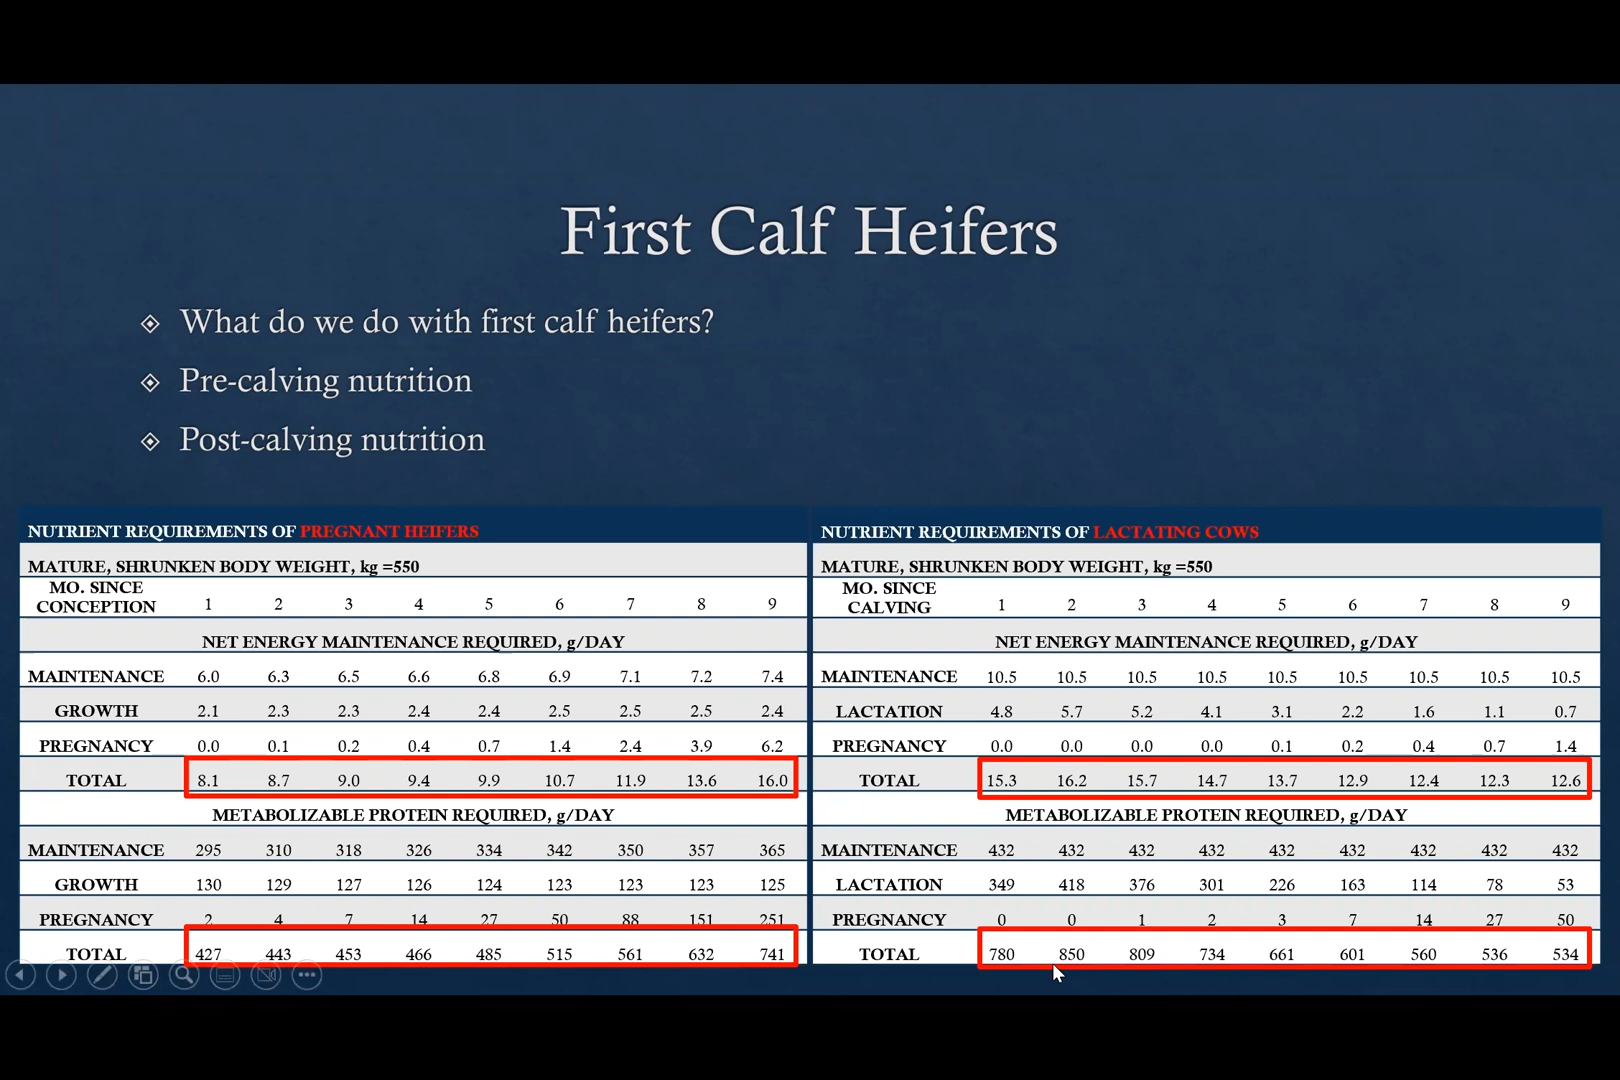 First Calf Heifers
What do we do with first calf heifers?
Pre-calving nutrition
Post-calving nutrition
NUTRIENT REQUIREMENTS OF PREGNANT HEIFERS
MATURE, SHRUNKEN BODY WEIGHT, kg =550
MO. SINCE
CONCEPTION 1 2 3 4 5 6 7 8 9
NET ENERGY MAINTENANCE REQUIRED, g/DAY
MAINTENANCE 6.0 6.3 6.5 6.6 6.8 6.9 7.1 7.2 7.4
GROWTH 2.1 2.3 2.3 2.4 2.4 2.5 2.5 2.5 2.4
PREGNANCY 0.0 0.1 0.2 0.4 0.7 1.4 2.4 3.9 6.2
TOTAL 8.1 8.7 9.0 9.4 9.9 10.7 11.9 13.6 16.0
METABOLIZABLE PROTEIN REQUIRED, g/DAY
MAINTENANCE 295 310 318 326 334 342 350 357 365
GROWTH 130 129 127 126 124 123 123 123 125
PREGNANCY 2 4 7 14 27 50 88 151 251
TOTAL 427 443 453 466 485 515 561 632 741
NUTRIENT REQUIREMENTS OF LACTATING COWS
MATURE, SHRUNKEN BODY WEIGHT, kg =550
MO. SINCE
CALVING 1 2 3 4 5 6 7 8 9
NET ENERGY MAINTENANCE REQUIRED, g/DAY
MAINTENANCE 10.5 10.5 10.5 10.5 10.5 10.5 10.5 10.5 10.5
LACTATION 4.8 5.7 5.2 4.1 3.1 2.2 1.6 1.1 0.7
PREGNANCY 0.0 0.0 0.0 0.0 0.1 0.2 0.4 0.7 1.4
TOTAL 15.3 16.2 15.7 14.7 13.7 12.9 12.4 12.3 12.6
METABOLIZABLE PROTEIN REQUIRED, g/DAY
MAINTENANCE 432 432 432 432 432 432 432 432 432
LACTATION 349 418 376 301 226 163 114 78 53
PREGNANCY 0 0 1 2 3 7 14 27 50
TOTAL 780 850 809 734 661 601 560 536 534